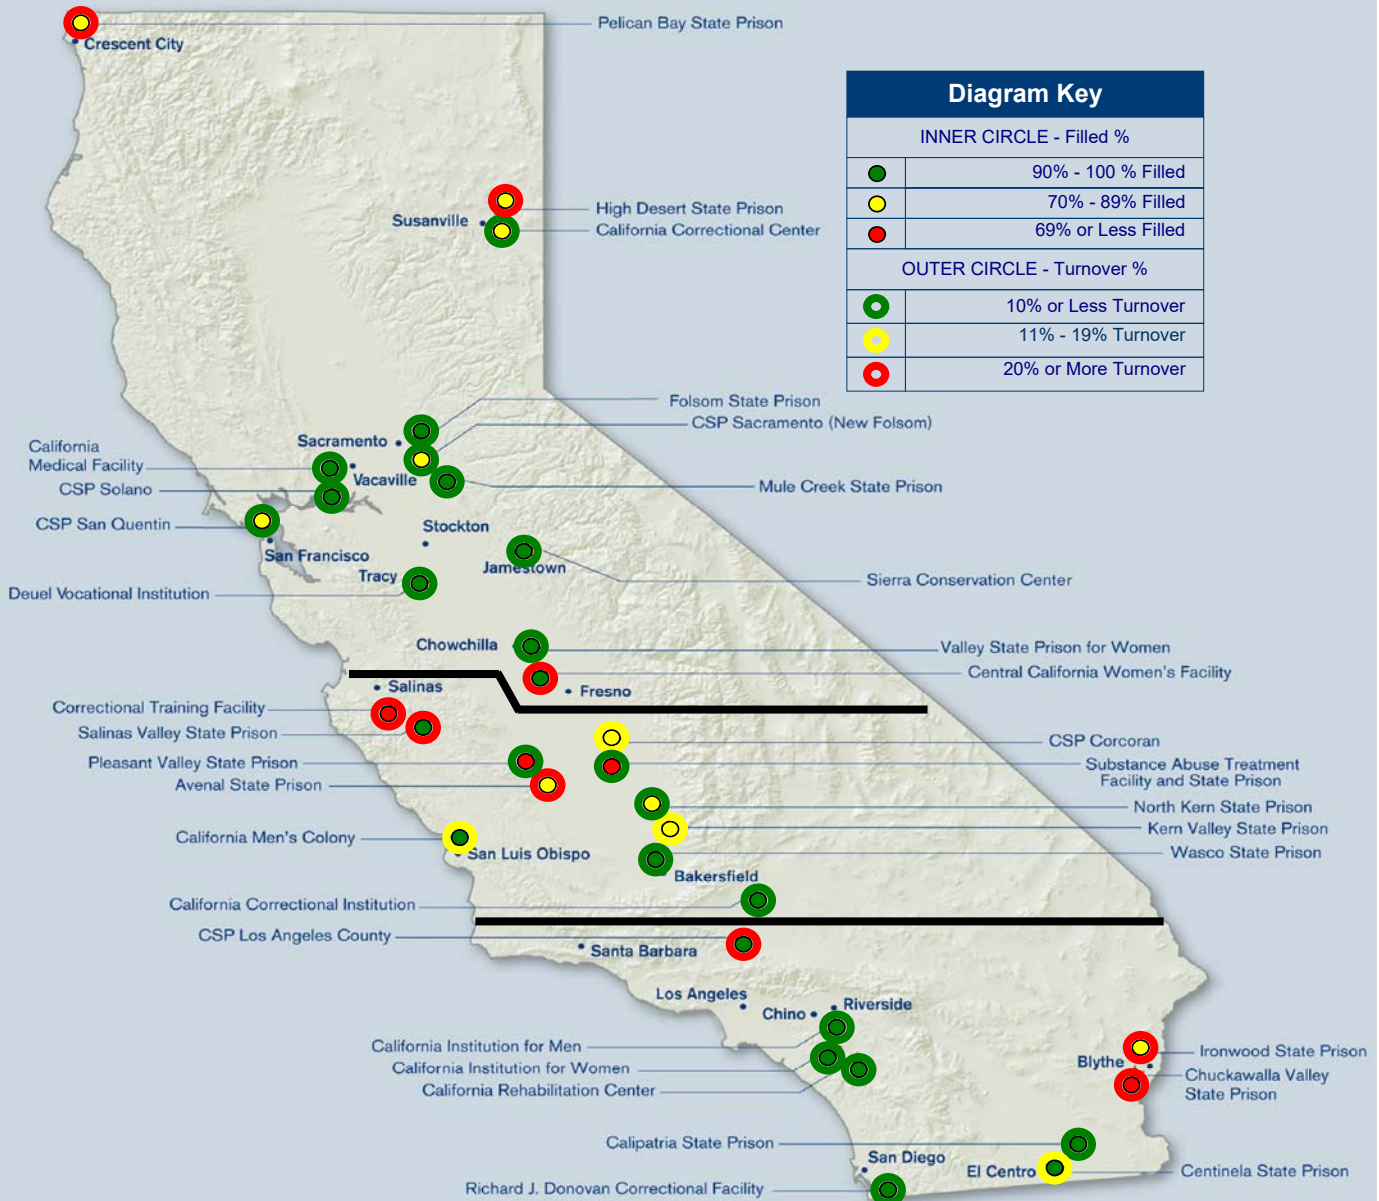 Pelican Bay State Prison
Crescent City
Diagram Key
INNER CIRCLE - Filled %
90% - 100 % Filled
70% - 89% Filled
69% or Less Filled
OUTER CIRCLE - Turnover %
10% or Less Turnover
11% - 19% Turnover
20% or More Turnover
High Desert State Prison
Susanville
California Correctional Center
Folsom State Prison
CSP Sacramento (New Folsom)
Sacramento
California
Medical Facility
Vacaville
CSP Solano
Mule Creek State Prison
CSP San Quentin
Stockton
San Francisco
Jamestown
Tracy
Sierra Conservation Center
Deuel Vocational Institution
Chowchilla
Valley State Prison for Women
Central California Women's Facility
Salinas
Fresno
Correctional Training Facility
Salinas Valley State Prison
CSP Corcoran
Pleasant Valley State Prison
Substance Abuse Treatment
Facility and State Prison
Avenal State Prison
North Kern State Prison
Kern Valley State Prison
California Men's Colony
San Luis Obispo
Wasco State Prison
Bakersfield
California Correctional Institution
CSP Los Angeles County
Santa Barbara
Los Angeles
Riverside
Chino
California Institution for Men
Ironwood State Prison
Blythe
California Institution for Women
Chuckawalla Valley
State Prison
California Rehabilitation Center
Calipatria State Prison
San Diego
El Centro
Centinela State Prison
Richard J. Donovan Correctional Facility